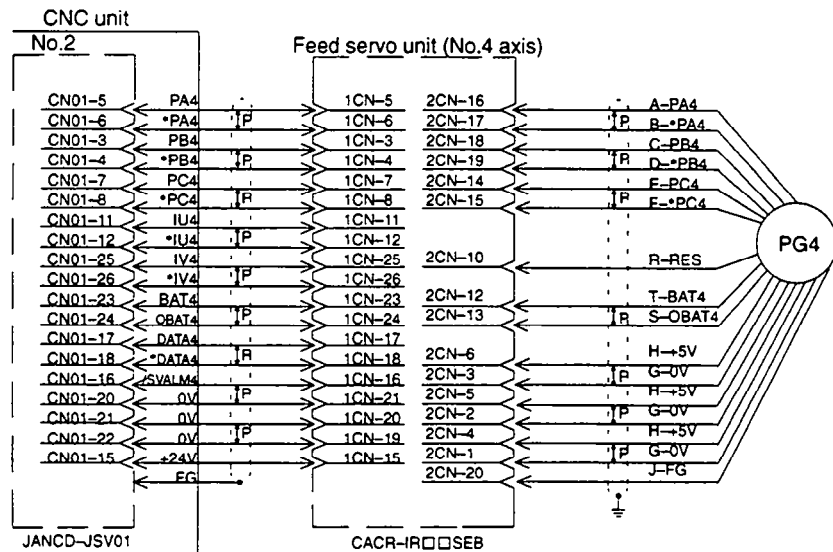 CNC unit
No.2
Feed servo unit (No.4 axis)
CN01-5 PA4 1CN-5 2CN-16 A-PA4
CN01-6 *PA4 P 1CN-6 2CN-17 P B-*PA4
CN01-3 PB4 1CN-3 2CN-18 C-PB4
CN01-4 *PB4 P 1CN-4 2CN-19 R D-*PB4
CN01-7 PC4 1CN-7 2CN-14 E-PC4
CN01-8 *PC4 R 1CN-8 2CN-15 P F-*PC4
CN01-11 IU4 1CN-11
CN01-12 *IU4 P 1CN-12
PG4
CN01-25 IV4 1CN-25 2CN-10 R-RES
CN01-26 *IV4 P 1CN-26
CN01-23 BAT4 1CN-23 2CN-12 T-BAT4
CN01-24 OBAT4 P 1CN-24 2CN-13 R S-OBAT4
CN01-17 DATA4 1CN-17
CN01-18 *DATA4 R 1CN-18 2CN-6 H-+5V
CN01-16 /SVALM4 1CN-16 2CN-3 P G-0V
CN01-20 0V P 1CN-21 2CN-5 H-+5V
CN01-21 0V 1CN-20 2CN-2 P G-0V
CN01-22 0V P 1CN-19 2CN-4 H-+5V
CN01-15 +24V 1CN-15 2CN-1 P G-0V
FG 2CN-20 J-FG
JANCD-JSV01
CACR-IR□□SEB